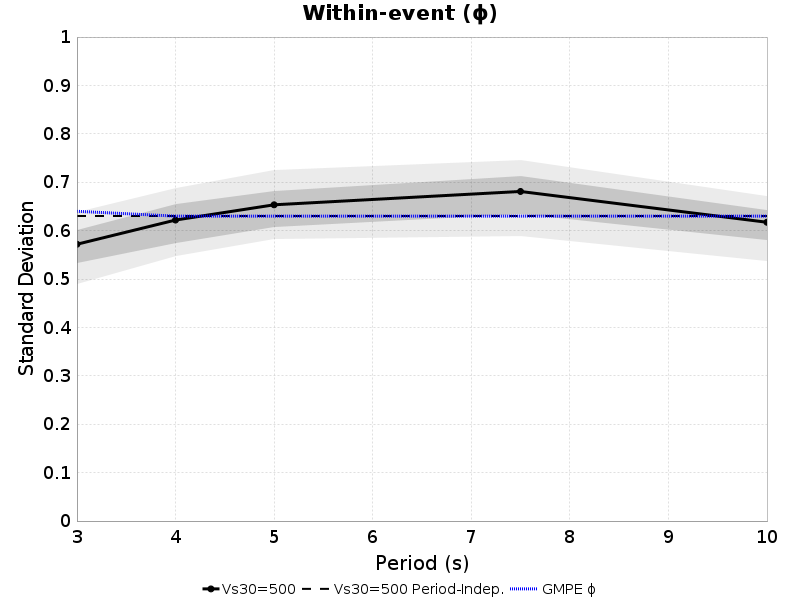 Within-event (ϕ)
1
0.9
0.8
0.7
0.6
0.5
0.4
0.3
0.2
0.1
0
Standard Deviation
3 4 5 6 7 8 9 10
Period (s)
Vs30=500 Vs30=500 Period-Indep. GMPE ϕ